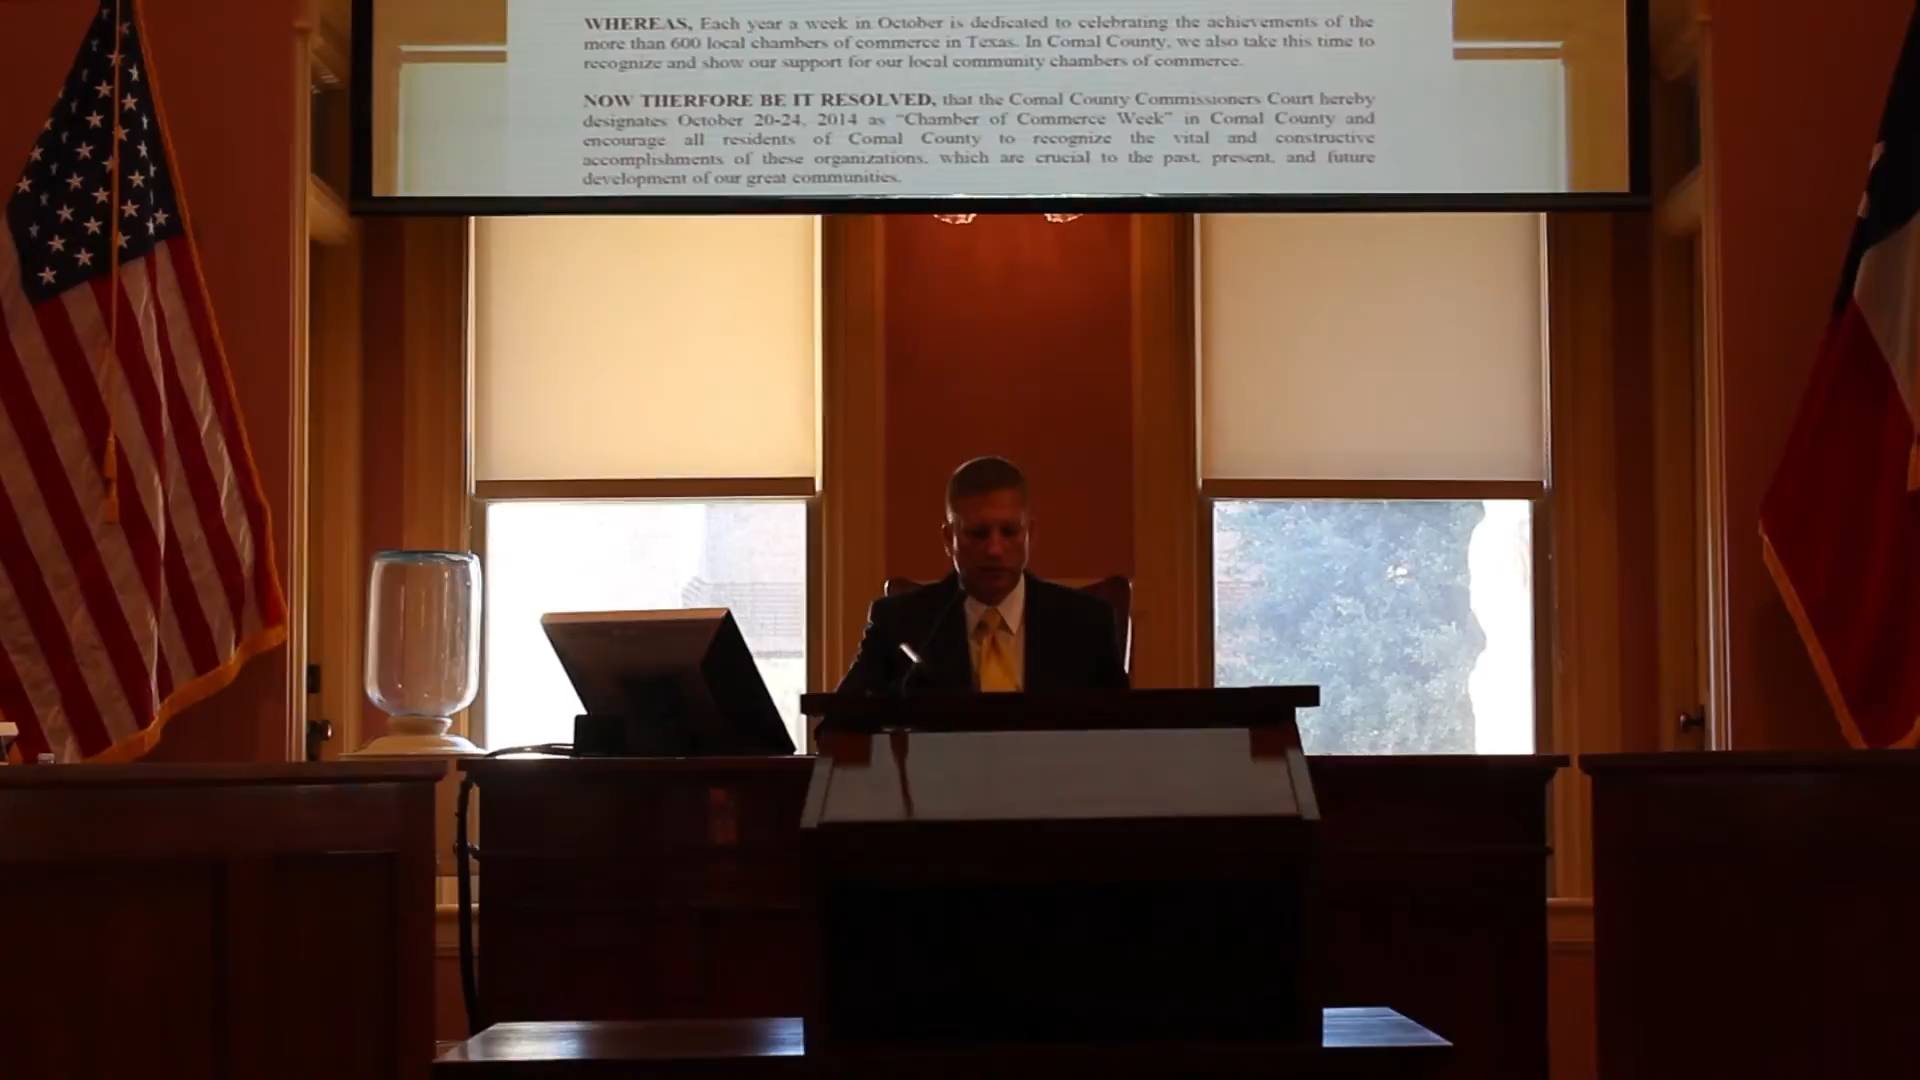 WHEREAS, Each year a week in October is dedicated to celebrating the achievements of the
more than 600 local chambers of commerce in Texas. In Comal County, we also take this time to
recognize and show our support for our local community chambers of commerce.
NOW THERFORE BE IT RESOLVED, that the Comal County Commissioners Court hereby
designates October 20-24, 2014 as "Chamber of Commerce Week" in Comal County and
encourage all residents of Comal County to recognize the vital and constructive
accomplishments of these organizations, which are crucial to the past, present, and future
development of our great communities.